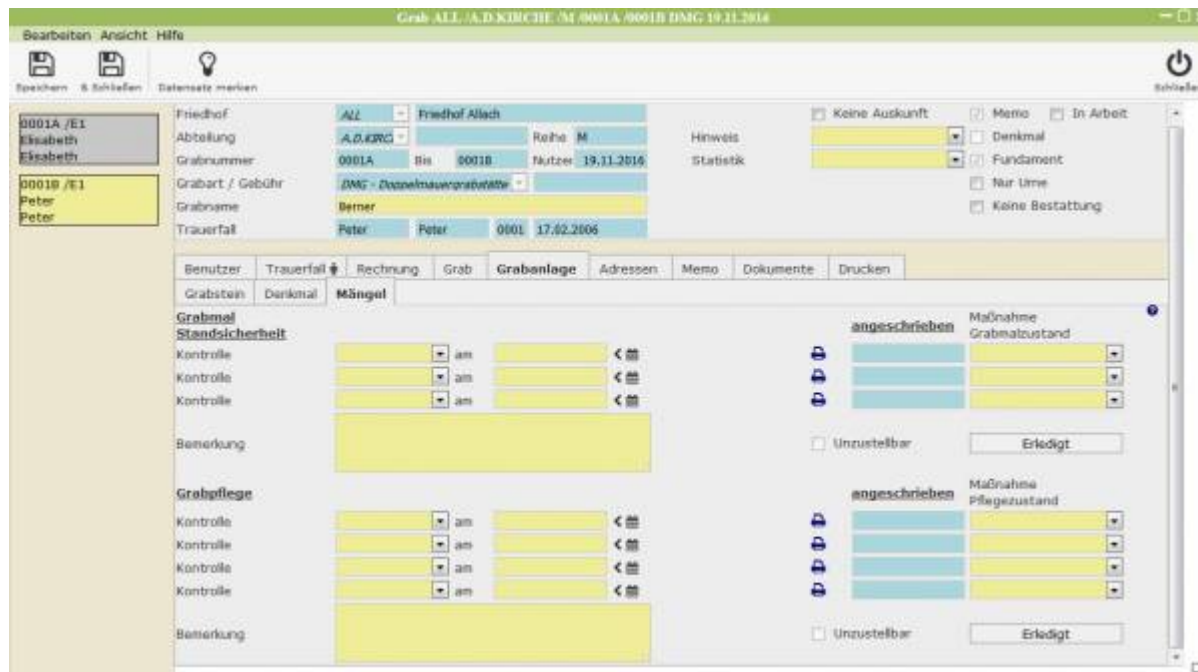 Grab ALL /A.D.KIRCHE /M /0001A /0001B DMG 19.11.2016
Bearbeiten Ansicht Hilfe
Speichern & Schließen Datensatz merken Schließe
0001A /E1
Elisabeth
Elisabeth
0001B /E1
Peter
Peter
Friedhof ALL Friedhof Allach Keine Auskunft Memo In Arbeit
Abteilung A.D.KIRC Reihe M Hinweis Denkmal
Grabnummer 0001A Bis 0001B Nutzer 19.11.2016 Statistik Fundament
Grabart / Gebühr DMG - Doppelmauergrabstätte Nur Urne
Grabname Berner Keine Bestattung
Trauerfall Peter Peter 0001 17.02.2006
Benutzer Trauerfall Rechnung Grab Grabanlage Adressen Memo Dokumente Drucken
Grabstein Denkmal Mängel
Grabmal
Standsicherheit angeschrieben Maßnahme
Grabmalzustand
Kontrolle am
Kontrolle am
Kontrolle am
Bemerkung Unzustellbar Erledigt
Grabpflege angeschrieben Maßnahme
Pflegezustand
Kontrolle am
Kontrolle am
Kontrolle am
Kontrolle am
Bemerkung Unzustellbar Erledigt